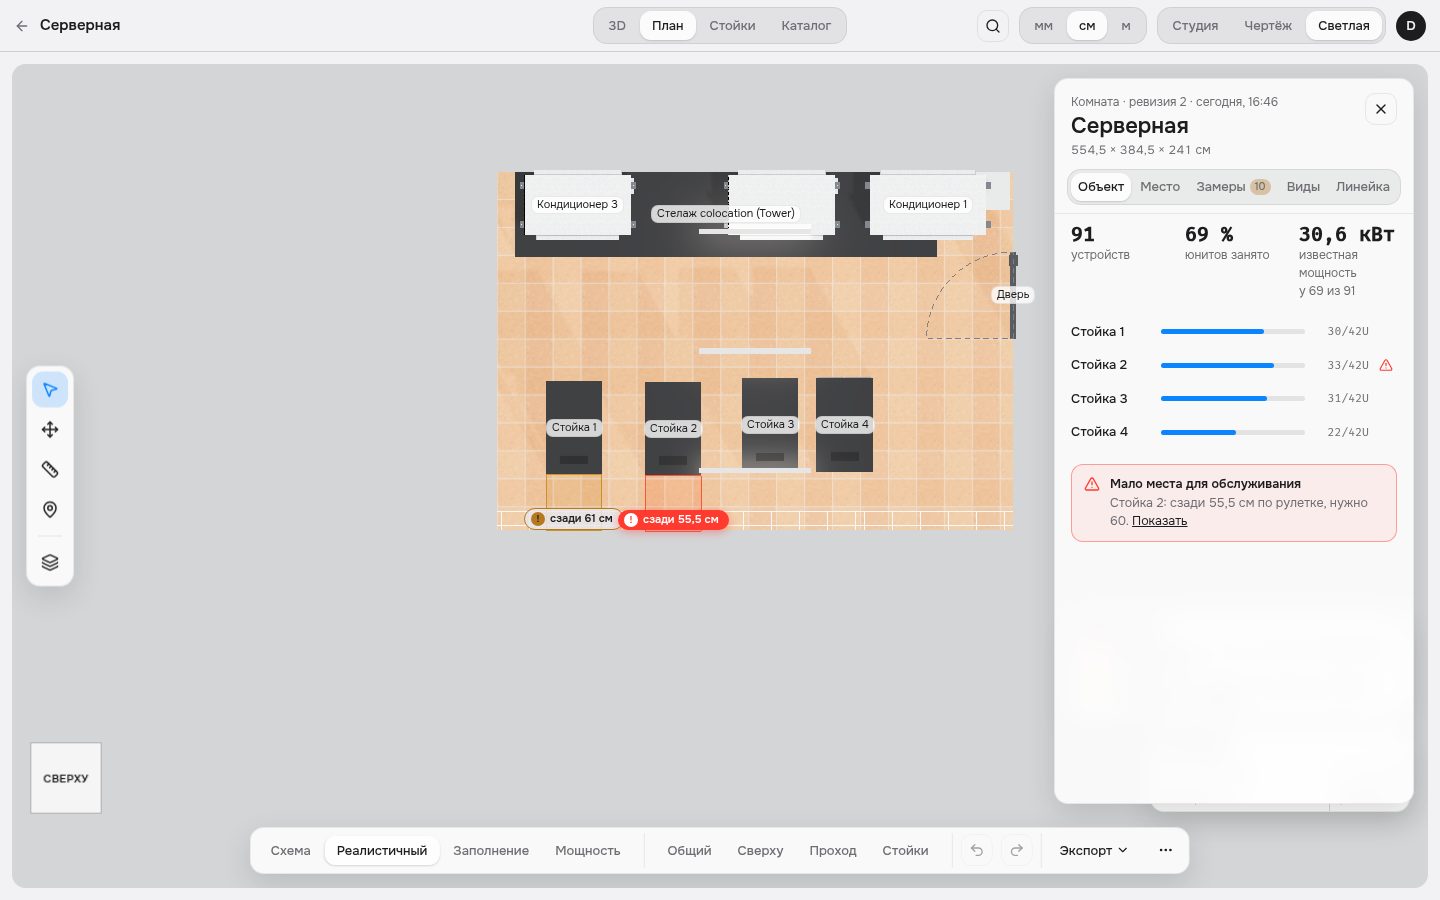 Серверная
3D
План
Стойки
Каталог
мм
см
м
Студия
Чертёж
Светлая
D
Комната · ревизия 2 · сегодня, 16:46
Серверная
554,5 × 384,5 × 241 см
Объект
Место
Замеры 10
Виды
Линейка
91
устройств
69 %
юнитов занято
30,6 кВт
известная
мощность
у 69 из 91
Стойка 1
30/42U
Стойка 2
33/42U
Стойка 3
31/42U
Стойка 4
22/42U
Мало места для обслуживания
Стойка 2: сзади 55,5 см по рулетке, нужно
60. Показать
Кондиционер 3
Стелаж colocation (Tower)
Кондиционер 1
Дверь
Стойка 1
Стойка 2
Стойка 3
Стойка 4
! сзади 61 см
! сзади 55,5 см
СВЕРХУ
Схема
Реалистичный
Заполнение
Мощность
Общий
Сверху
Проход
Стойки
Экспорт